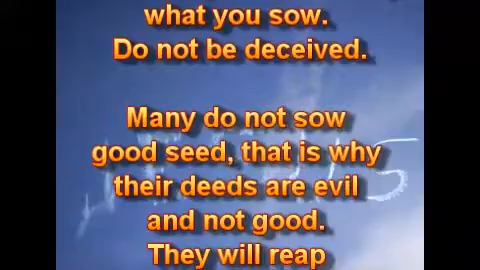 what you sow.
Do not be deceived.
Many do not sow
good seed, that is why
their deeds are evil
and not good.
They will reap